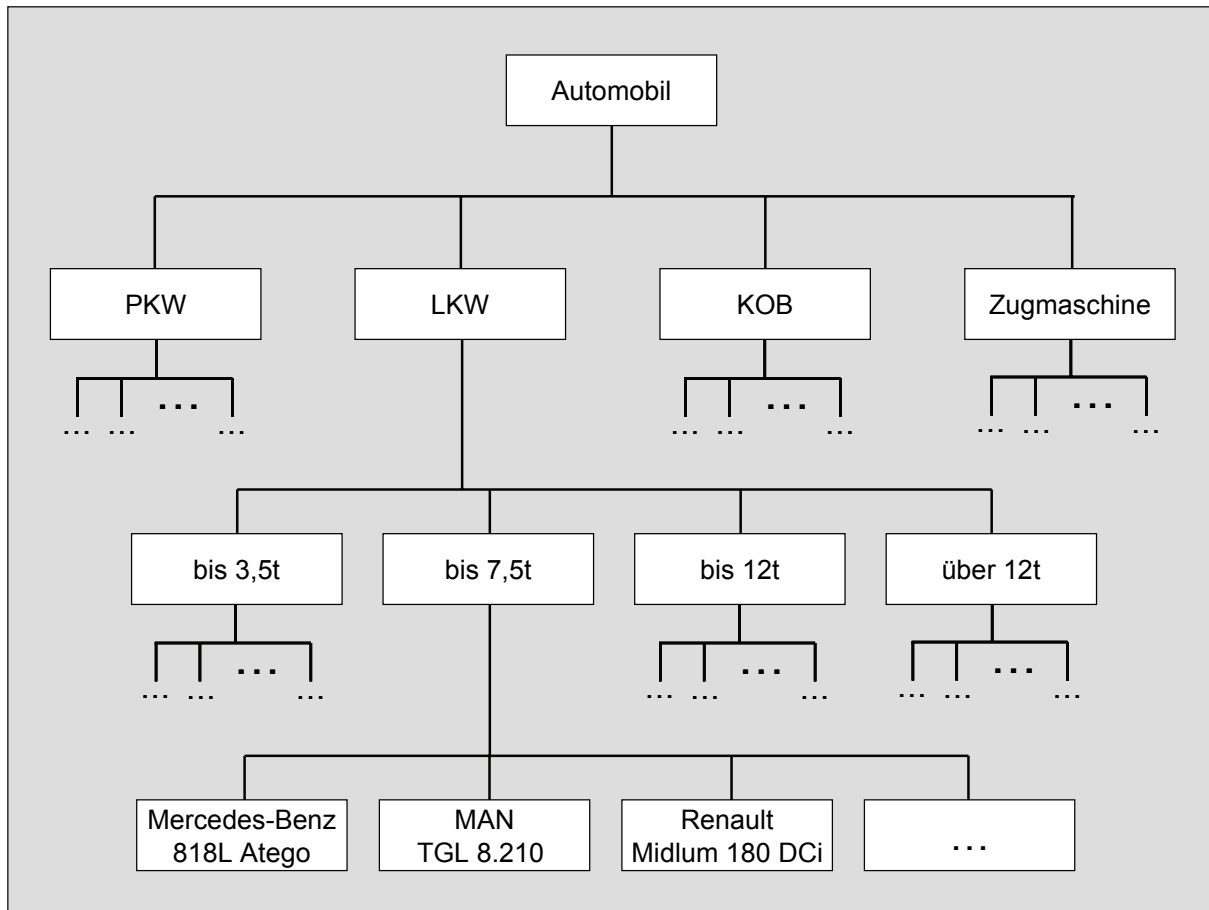 Automobil
PKW
LKW
KOB
Zugmaschine
... ... ... ...
... ... ... ...
... ... ... ...
bis 3,5t
bis 7,5t
bis 12t
über 12t
... ... ... ...
... ... ... ...
... ... ... ...
Mercedes-Benz
818L Atego
MAN
TGL 8.210
Renault
Midlum 180 DCi
...